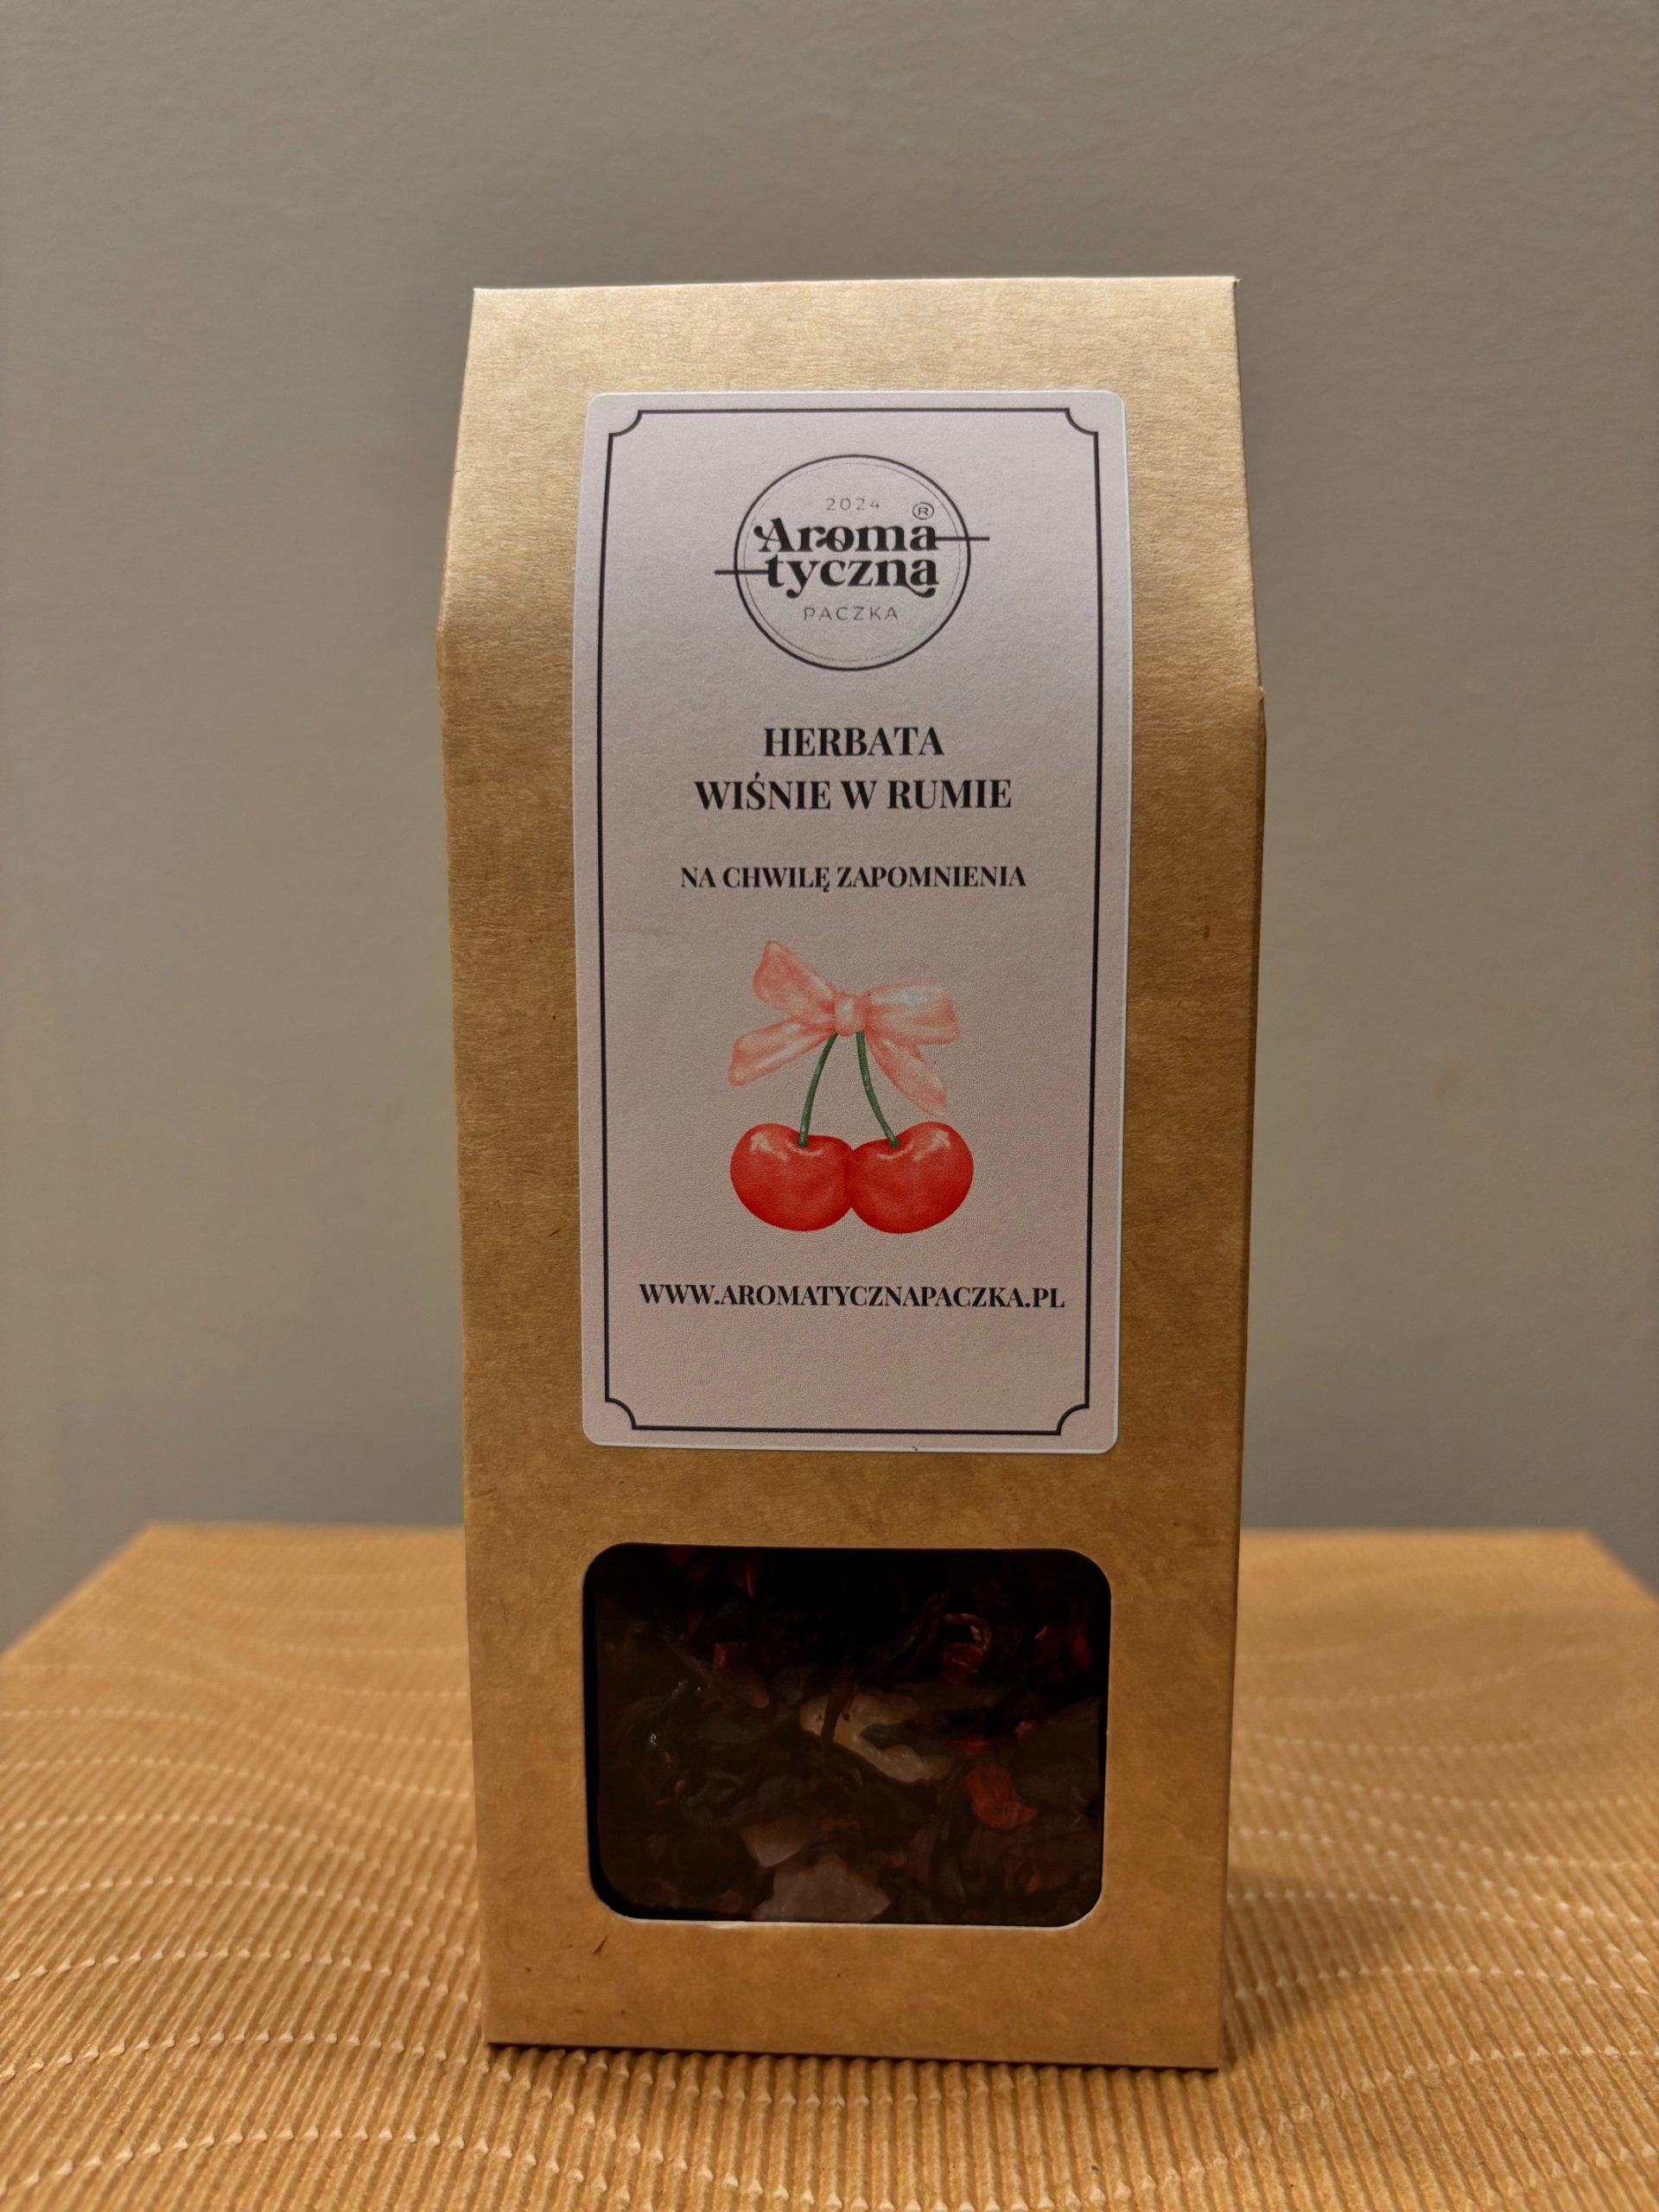 2024
®
Aroma
tyczna
PACZKA
HERBATA
WIŚNIE W RUMIE
NA CHWILĘ ZAPOMNIENIA
WWW.AROMATYCZNAPACZKA.PL